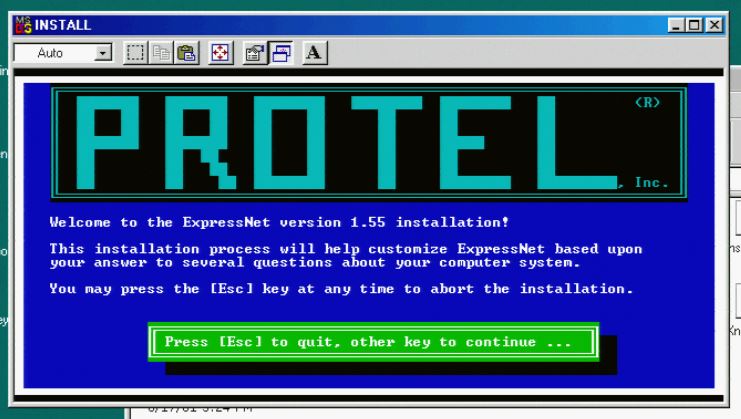 INSTALL
Auto
A
PROTEL
(R)
, Inc.
Welcome to the ExpressNet version 1.55 installation!
This installation process will help customize ExpressNet based upon
your answer to several questions about your computer system.
You may press the [Esc] key at any time to abort the installation.
Press [Esc] to quit, other key to continue ...